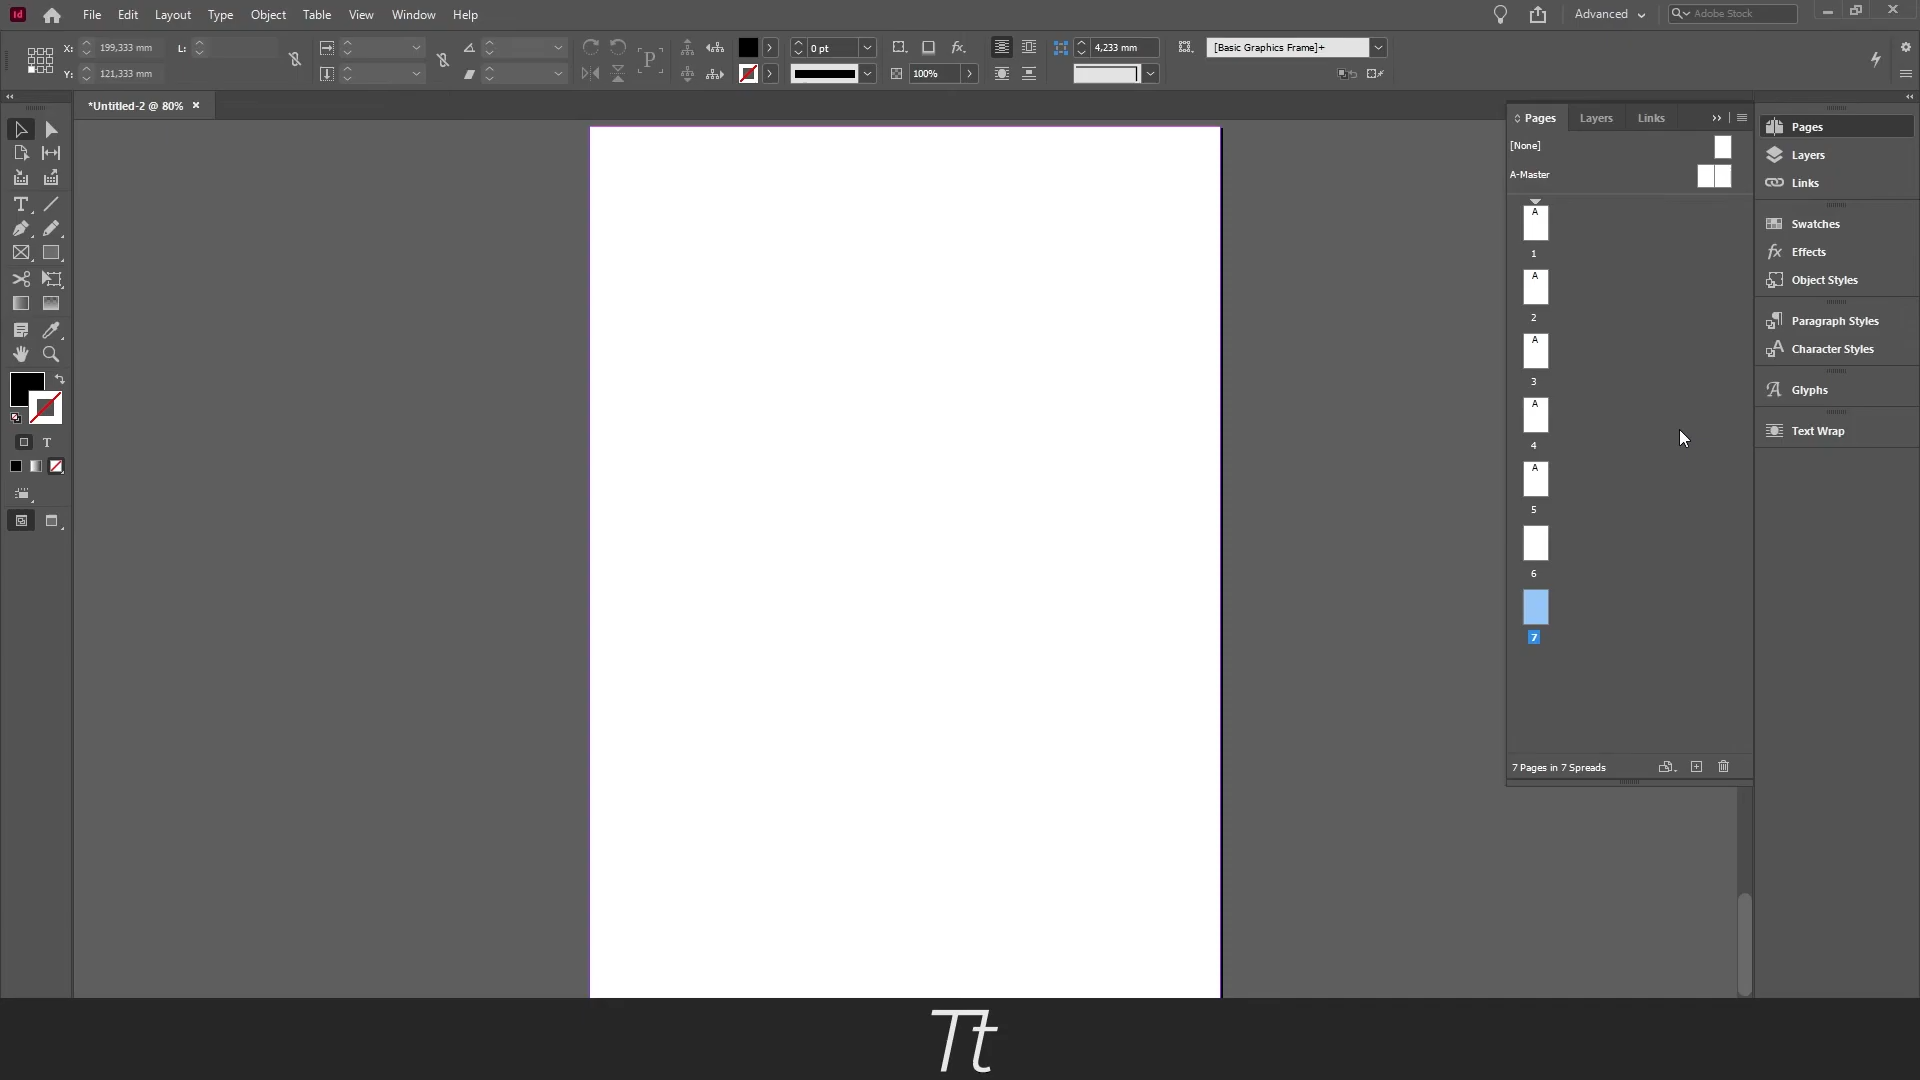 Id File Edit Layout Type Object Table View Window Help Advanced Adobe Stock
X: 199,333 mm L: 0 pt 4,233 mm [Basic Graphics Frame]+
Y: 121,333 mm P 100%
*Untitled-2 @ 80% ×
Pages Layers Links
[None]
A-Master
A
1
A
2
A
3
A
4
A
5
6
7
7 Pages in 7 Spreads
Pages
Layers
Links
Swatches
fx Effects
Object Styles
Paragraph Styles
Character Styles
Glyphs
Text Wrap
T
T
Tt